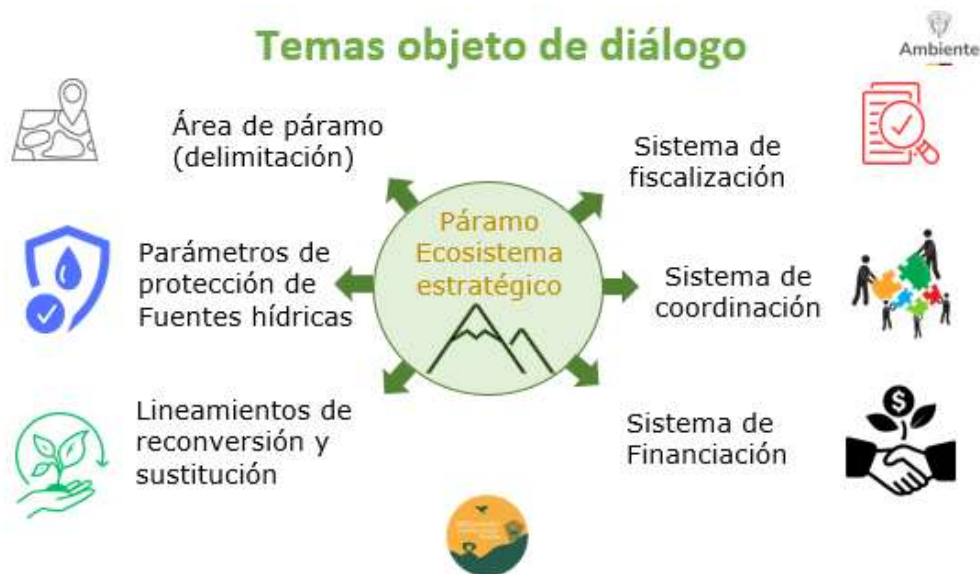 Temas objeto de diálogo
Ambiente
Área de páramo
(delimitación)
Parámetros de
protección de
Fuentes hídricas
Lineamientos de
reconversión y
sustitución
Páramo
Ecosistema
estratégico
Sistema de
fiscalización
Sistema de
coordinación
Sistema de
Financiación
$